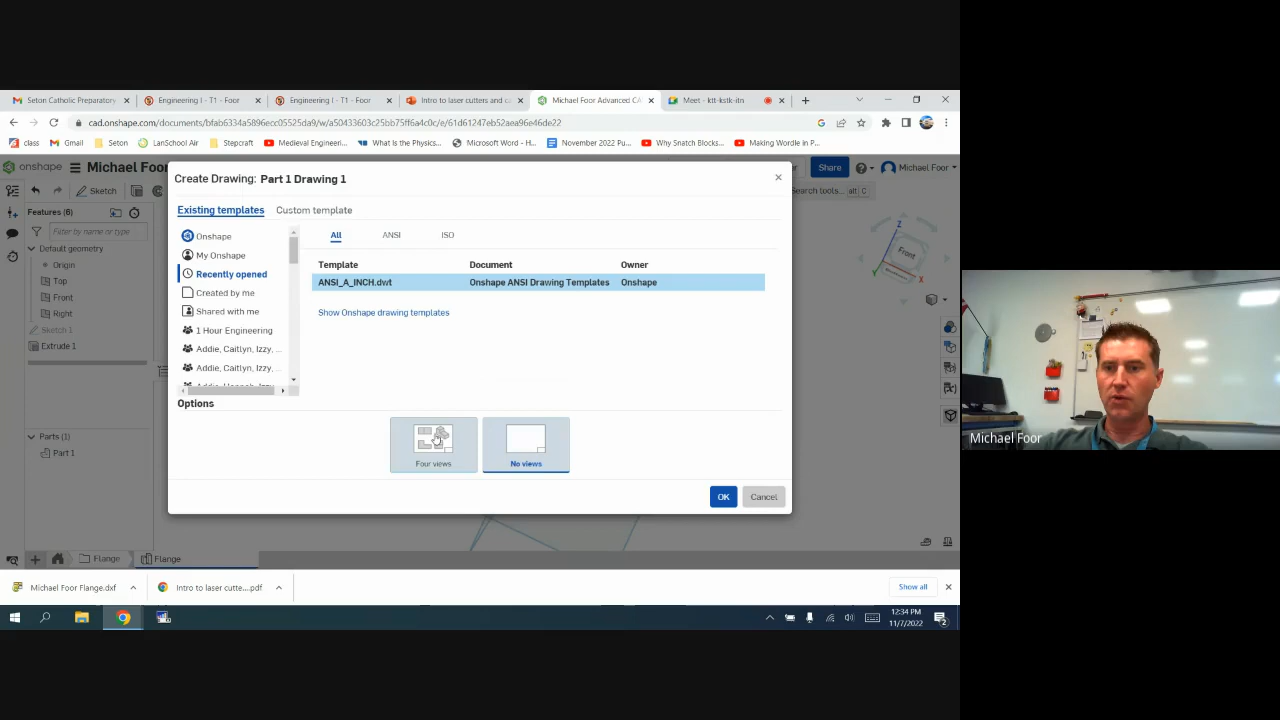 Seton Catholic Preparatory
Engineering I - T1 - Foor
Engineering I - T1 - Foor
Intro to laser cutters and co
Michael Foor Advanced CA
Meet - ktt-kstk-itn
cad.onshape.com/documents/bfab6334a5896ecc05525da9/w/a50433603c25bb75ff6a4c0c/e/61d61247eb52aea96e46de22
class
Gmail
Seton
LanSchool Air
Stepcraft
Medieval Engineeri...
What Is the Physics...
Microsoft Word - H...
November 2022 Pu...
Why Snatch Blocks...
Making Wordle in P...
onshape
Michael Foor
Share
Michael Foor
Sketch
Search tools...
alt/ C
Features (6)
Filter by name or type
Default geometry
Origin
Top
Front
Right
Sketch 1
Extrude 1
Parts (1)
Part 1
Create Drawing: Part 1 Drawing 1
Existing templates
Custom template
Onshape
My Onshape
Recently opened
Created by me
Shared with me
1 Hour Engineering
Addie, Caitlyn, Izzy, ...
Addie, Caitlyn, Izzy, ...
All
ANSI
ISO
Template
Document
Owner
ANSI_A_INCH.dwt
Onshape ANSI Drawing Templates
Onshape
Show Onshape drawing templates
Options
Four views
No views
OK
Cancel
Z
Front
Y
X
Flange
Flange
Michael Foor Flange.dxf
Intro to laser cutte....pdf
Show all
12:34 PM
11/7/2022
2
Michael Foor